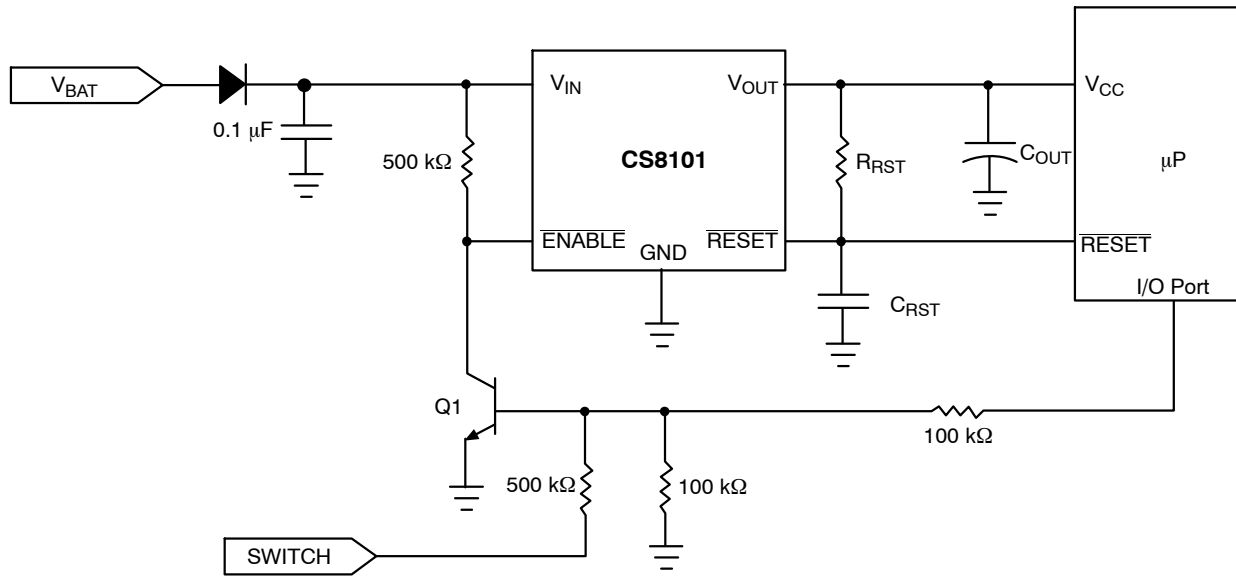 V_BAT
0.1 μF
500 kΩ
V_IN
V_OUT
CS8101
ENABLE
RESET
GND
R_RST
C_RST
C_OUT
V_CC
μP
RESET
I/O Port
Q1
500 kΩ
100 kΩ
100 kΩ
SWITCH